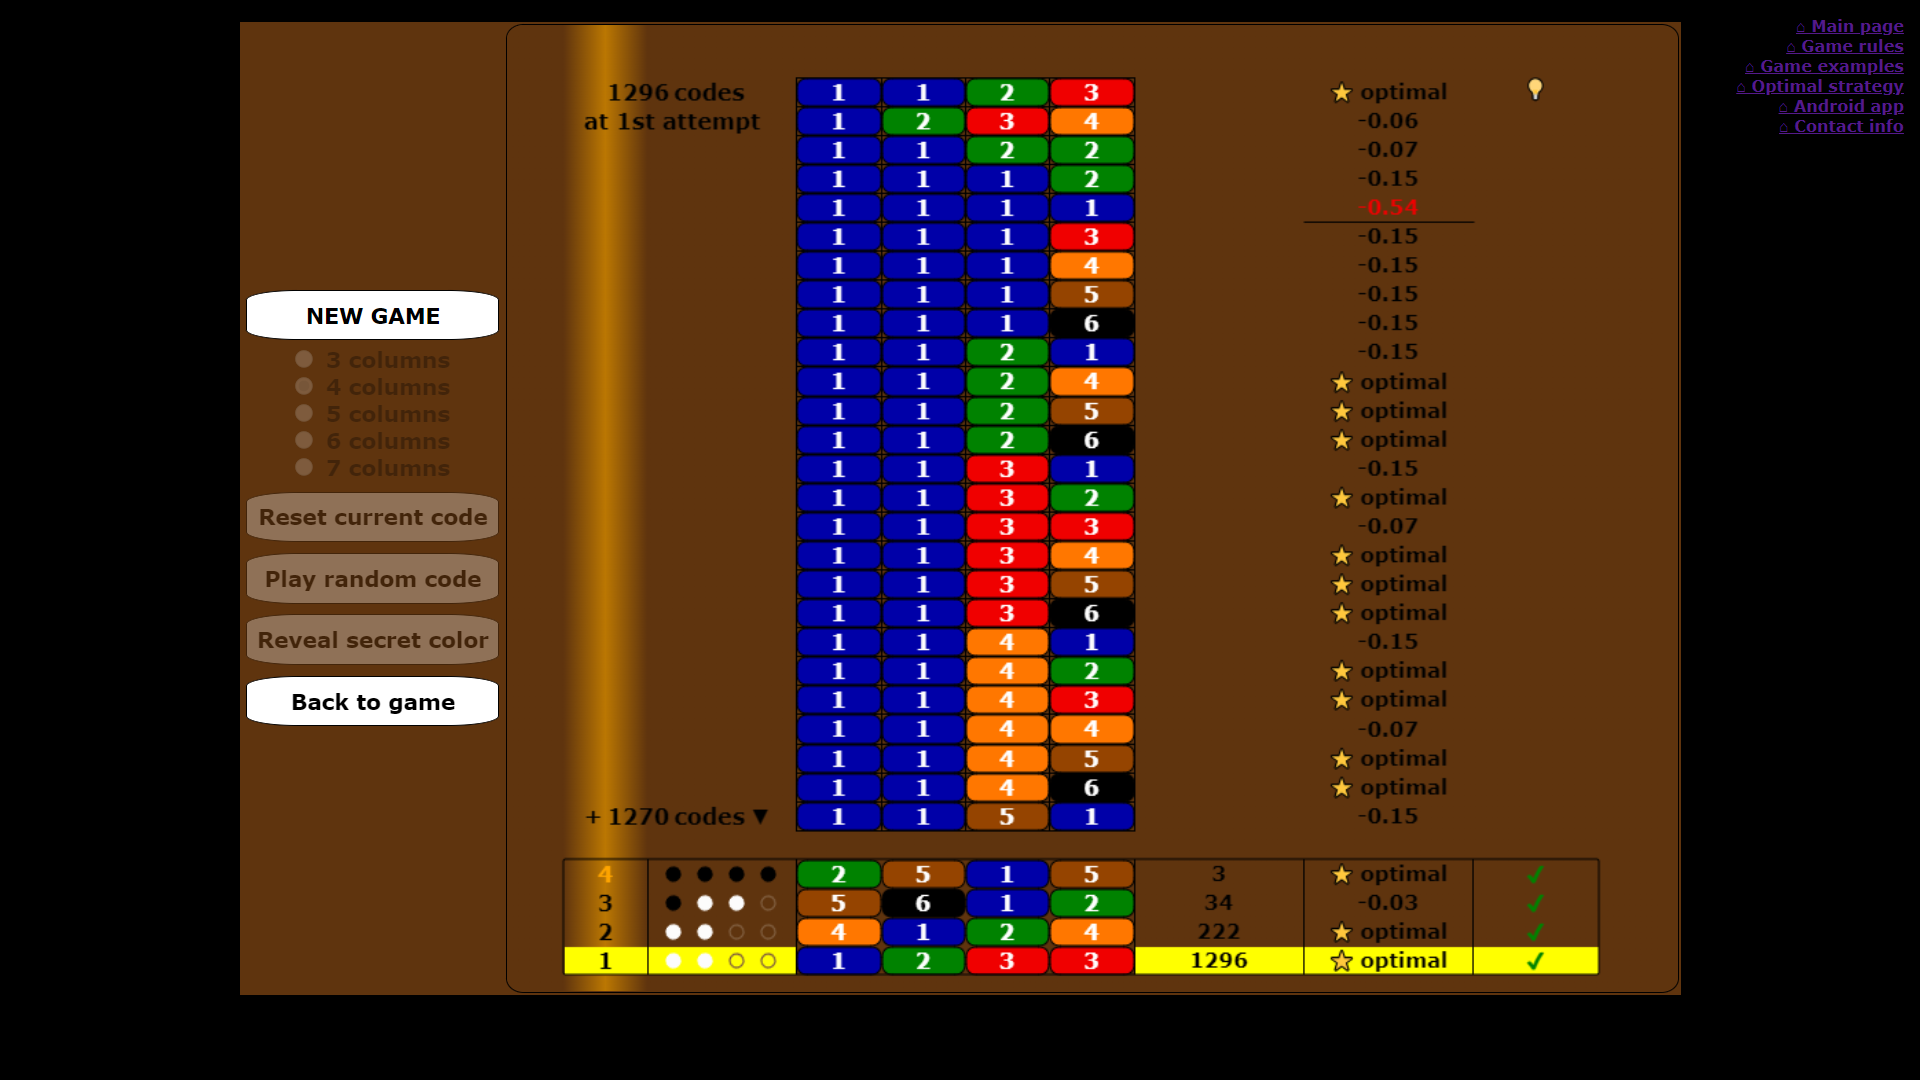 ⌂ Main page
⌂ Game rules
⌂ Game examples
⌂ Optimal strategy
⌂ Android app
⌂ Contact info
NEW GAME
3 columns
4 columns
5 columns
6 columns
7 columns
Reset current code
Play random code
Reveal secret color
Back to game
1296 codes 1 1 2 3 optimal
at 1st attempt 1 2 3 4 -0.06
1 1 2 2 -0.07
1 1 1 2 -0.15
1 1 1 1 -0.54
1 1 1 3 -0.15
1 1 1 4 -0.15
1 1 1 5 -0.15
1 1 1 6 -0.15
1 1 2 1 -0.15
1 1 2 4 optimal
1 1 2 5 optimal
1 1 2 6 optimal
1 1 3 1 -0.15
1 1 3 2 optimal
1 1 3 3 -0.07
1 1 3 4 optimal
1 1 3 5 optimal
1 1 3 6 optimal
1 1 4 1 -0.15
1 1 4 2 optimal
1 1 4 3 optimal
1 1 4 4 -0.07
1 1 4 5 optimal
1 1 4 6 optimal
+ 1270 codes ▼ 1 1 5 1 -0.15
4 2 5 1 5 3 optimal ✓
3 5 6 1 2 34 -0.03 ✓
2 4 1 2 4 222 optimal ✓
1 1 2 3 3 1296 optimal ✓